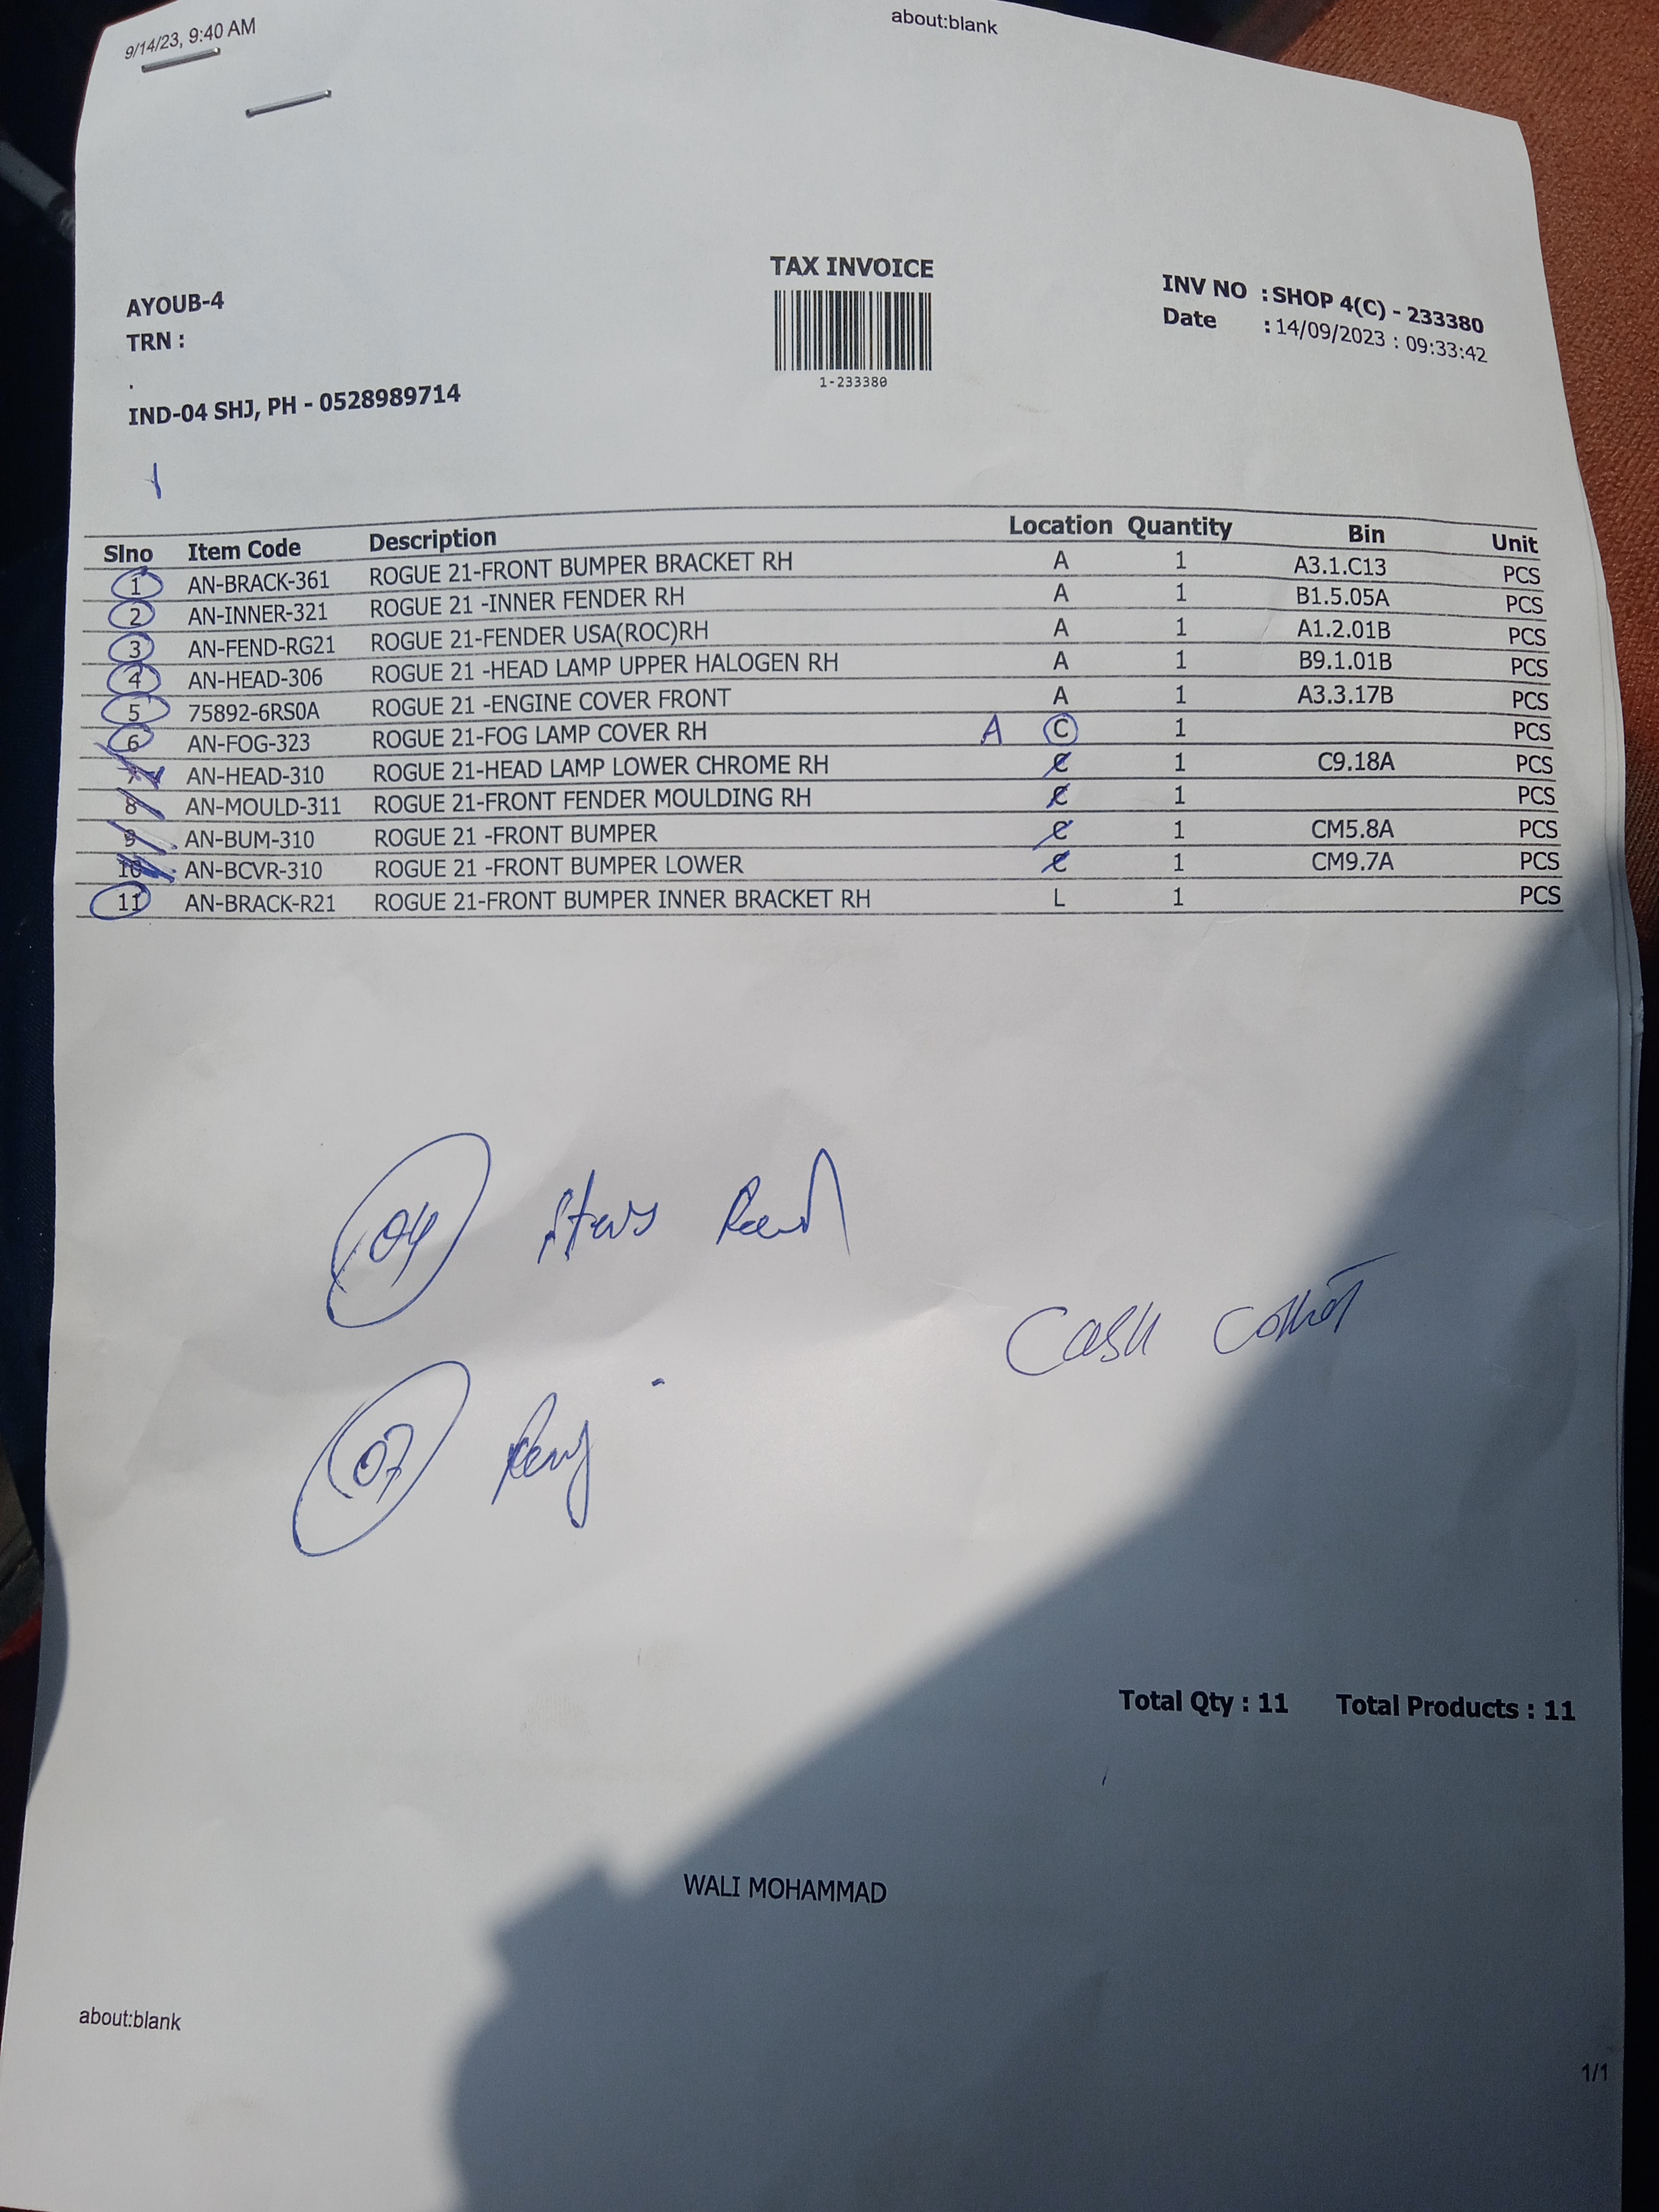 9/14/23, 9:40 AM
about:blank
TAX INVOICE
AYOUB-4
TRN :
.
IND-04 SHJ, PH - 0528989714
1-233380
INV NO : SHOP 4(C) - 233380
Date : 14/09/2023 : 09:33:42
Slno Item Code Description Location Quantity Bin Unit
1 AN-BRACK-361 ROGUE 21-FRONT BUMPER BRACKET RH A 1 A3.1.C13 PCS
2 AN-INNER-321 ROGUE 21 -INNER FENDER RH A 1 B1.5.05A PCS
3 AN-FEND-RG21 ROGUE 21-FENDER USA(ROC)RH A 1 A1.2.01B PCS
4 AN-HEAD-306 ROGUE 21 -HEAD LAMP UPPER HALOGEN RH A 1 B9.1.01B PCS
5 75892-6RS0A ROGUE 21 -ENGINE COVER FRONT A 1 A3.3.17B PCS
6 AN-FOG-323 ROGUE 21-FOG LAMP COVER RH A C 1 PCS
7 AN-HEAD-310 ROGUE 21-HEAD LAMP LOWER CHROME RH C 1 C9.18A PCS
8 AN-MOULD-311 ROGUE 21-FRONT FENDER MOULDING RH C 1 PCS
9 AN-BUM-310 ROGUE 21 -FRONT BUMPER C 1 CM5.8A PCS
10 AN-BCVR-310 ROGUE 21 -FRONT BUMPER LOWER C 1 CM9.7A PCS
11 AN-BRACK-R21 ROGUE 21-FRONT BUMPER INNER BRACKET RH L 1 PCS
04
Cash
07
Total Qty : 11 Total Products : 11
WALI MOHAMMAD
about:blank
1/1